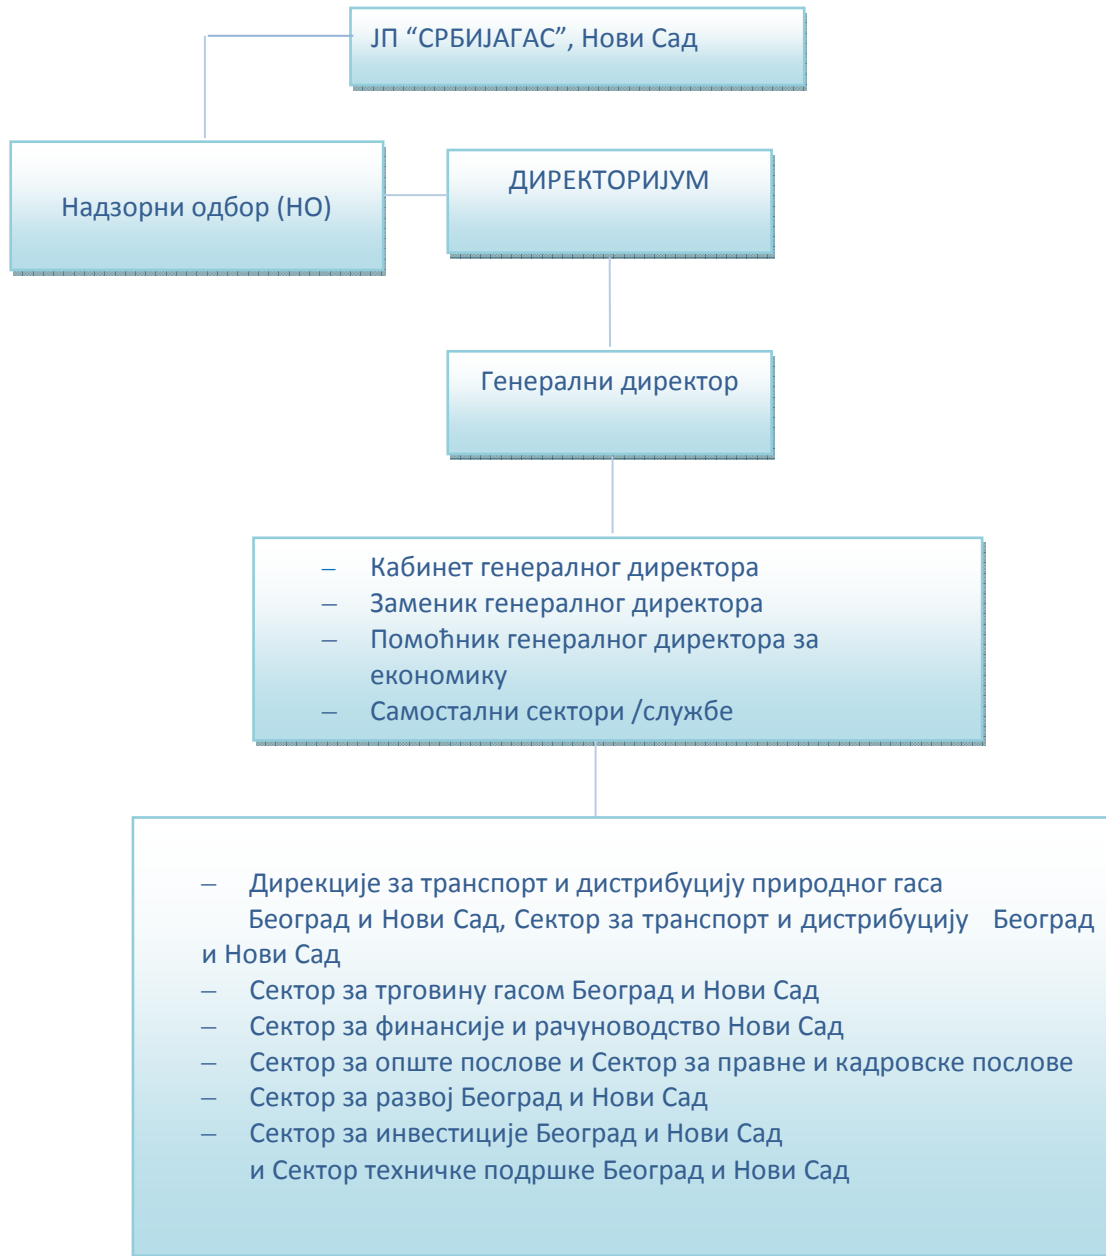 ЈП “СРБИЈАГАС”, Нови Сад
Надзорни одбор (НО)
ДИРЕКТОРИЈУМ
Генерални директор
– Кабинет генералног директора
– Заменик генералног директора
– Помоћник генералног директора за
економику
– Самостални сектори /службе
– Дирекције за транспорт и дистрибуцију природног гаса
Београд и Нови Сад, Сектор за транспорт и дистрибуцију Београд
и Нови Сад
– Сектор за трговину гасом Београд и Нови Сад
– Сектор за финансије и рачуноводство Нови Сад
– Сектор за опште послове и Сектор за правне и кадровске послове
– Сектор за развој Београд и Нови Сад
– Сектор за инвестиције Београд и Нови Сад
и Сектор техничке подршке Београд и Нови Сад